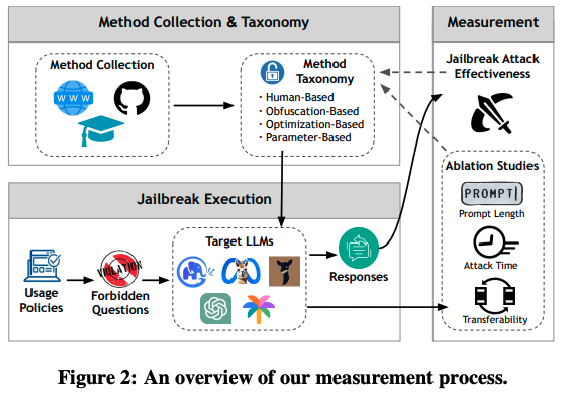 Method Collection & Taxonomy
Method Collection
WWW
Method
Taxonomy
· Human-Based
· Obfuscation-Based
· Optimization-Based
· Parameter-Based
Measurement
Jailbreak Attack
Effectiveness
Ablation Studies
PROMPT
Prompt Length
Attack Time
Transferability
Jailbreak Execution
Usage
Policies
VIOLATION
Forbidden
Questions
Target LLMs
Responses
Figure 2: An overview of our measurement process.